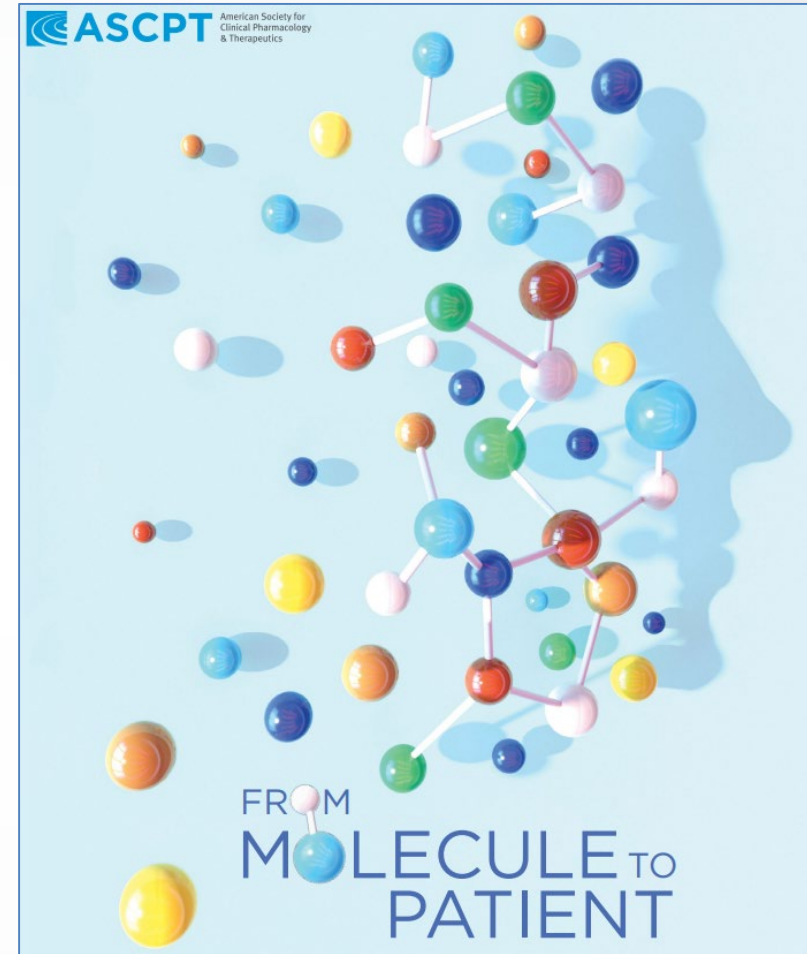 ASCPT
American Society for
Clinical Pharmacology
& Therapeutics
FROM
MOLECULE TO
PATIENT